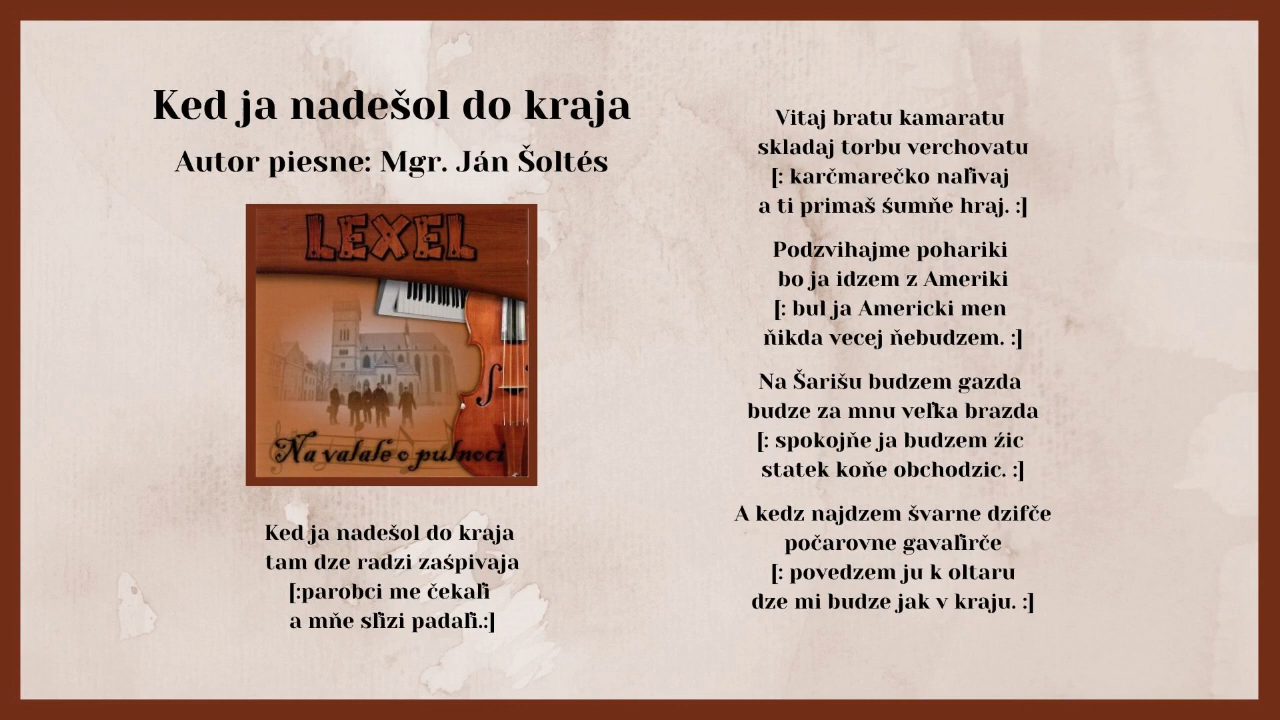 Ked ja nadešol do kraja
Autor piesne: Mgr. Ján Šoltés
LEXEL
Na valaľe o pulnoci
Ked ja nadešol do kraja
tam dze radzi zaśpivaja
[:parobci me čekaľi
a mňe sľizi padaľi.:]
Vitaj bratu kamaratu
skladaj torbu verchovatu
[: karčmarečko naľivaj
a ti primaš śumňe hraj. :]
Podzvihajme pohariki
bo ja idzem z Ameriki
[: bul ja Americki men
ňikda vecej ňebudzem. :]
Na Šarišu budzem gazda
budze za mnu veľka brazda
[: spokojňe ja budzem źic
statek koňe obchodzic. :]
A kedz najdzem švarne dzifče
počarovne gavaľirče
[: povedzem ju k oltaru
dze mi budze jak v kraju. :]